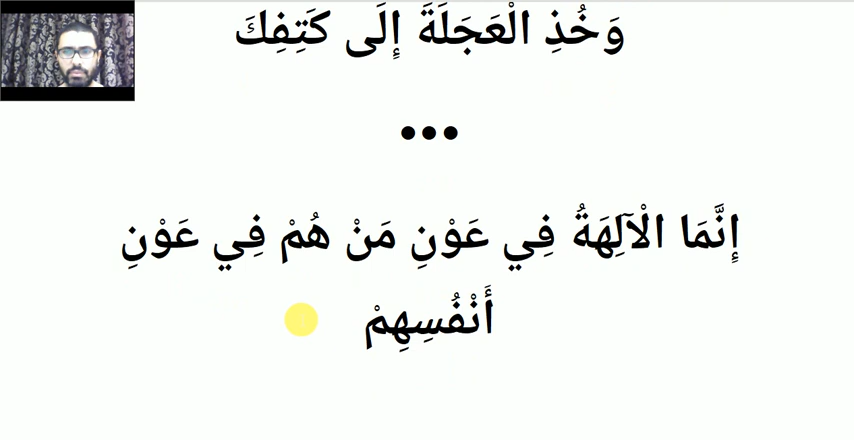 وَخُذِ الْعَجَلَةَ إِلَى كَتِفِكَ
•••
إِنَّمَا الْآلِهَةُ فِي عَوْنِ مَنْ هُمْ فِي عَوْنِ
أَنْفُسِهِمْ